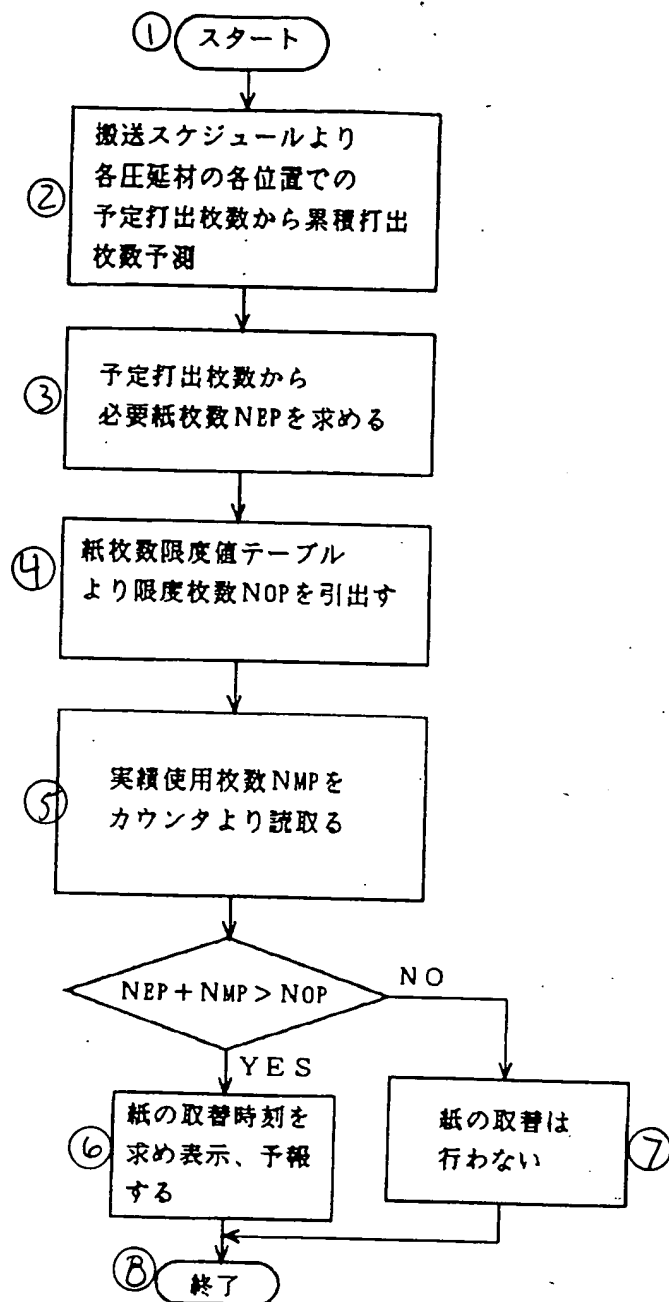 ① スタート
搬送スケジュールより
② 各圧延材の各位置での
予定打出枚数から累積打出
枚数予測
予定打出枚数から
③ 必要紙枚数NEPを求める
④ 紙枚数限度値テーブル
より限度枚数NOPを引出す
実績使用枚数NMPを
⑤ カウンタより読取る
NEP+NMP>NOP
NO
YES
紙の取替時刻を
⑥ 求め表示、予報
する
紙の取替は
行わない ⑦
⑧ 終了